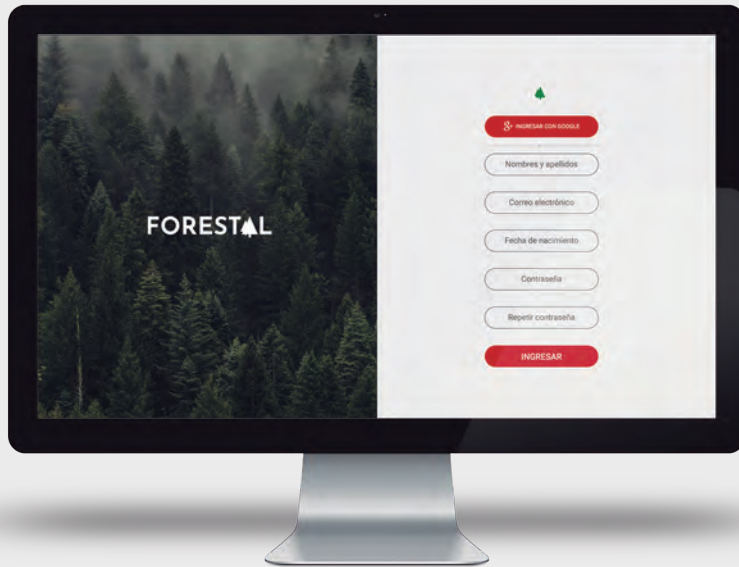 FORESTAL
g+ INGRESAR CON GOOGLE
Nombres y apellidos
Correo electrónico
Fecha de nacimiento
Contraseña
Repetir contraseña
INGRESAR